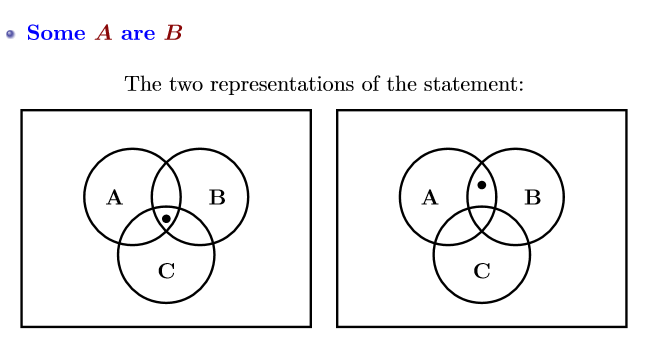 Some A are B
The two representations of the statement:
A B
C
A B
C